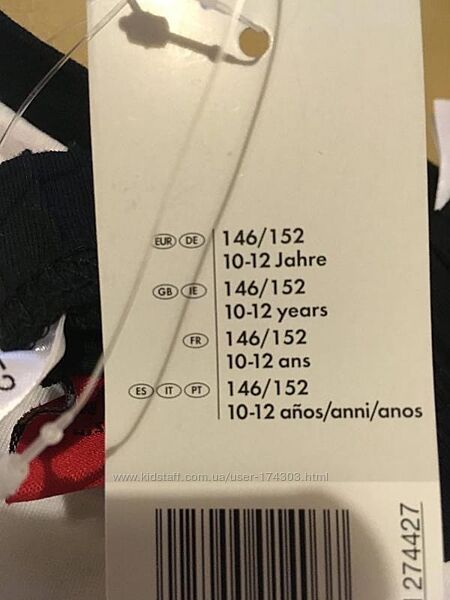 EUR DE 146/152
10-12 Jahre
GB IE 146/152
10-12 years
FR 146/152
10-12 ans
ES IT PT 146/152
10-12 años/anni/anos
www.kidstaff.com.ua/user-174303.html
1274427